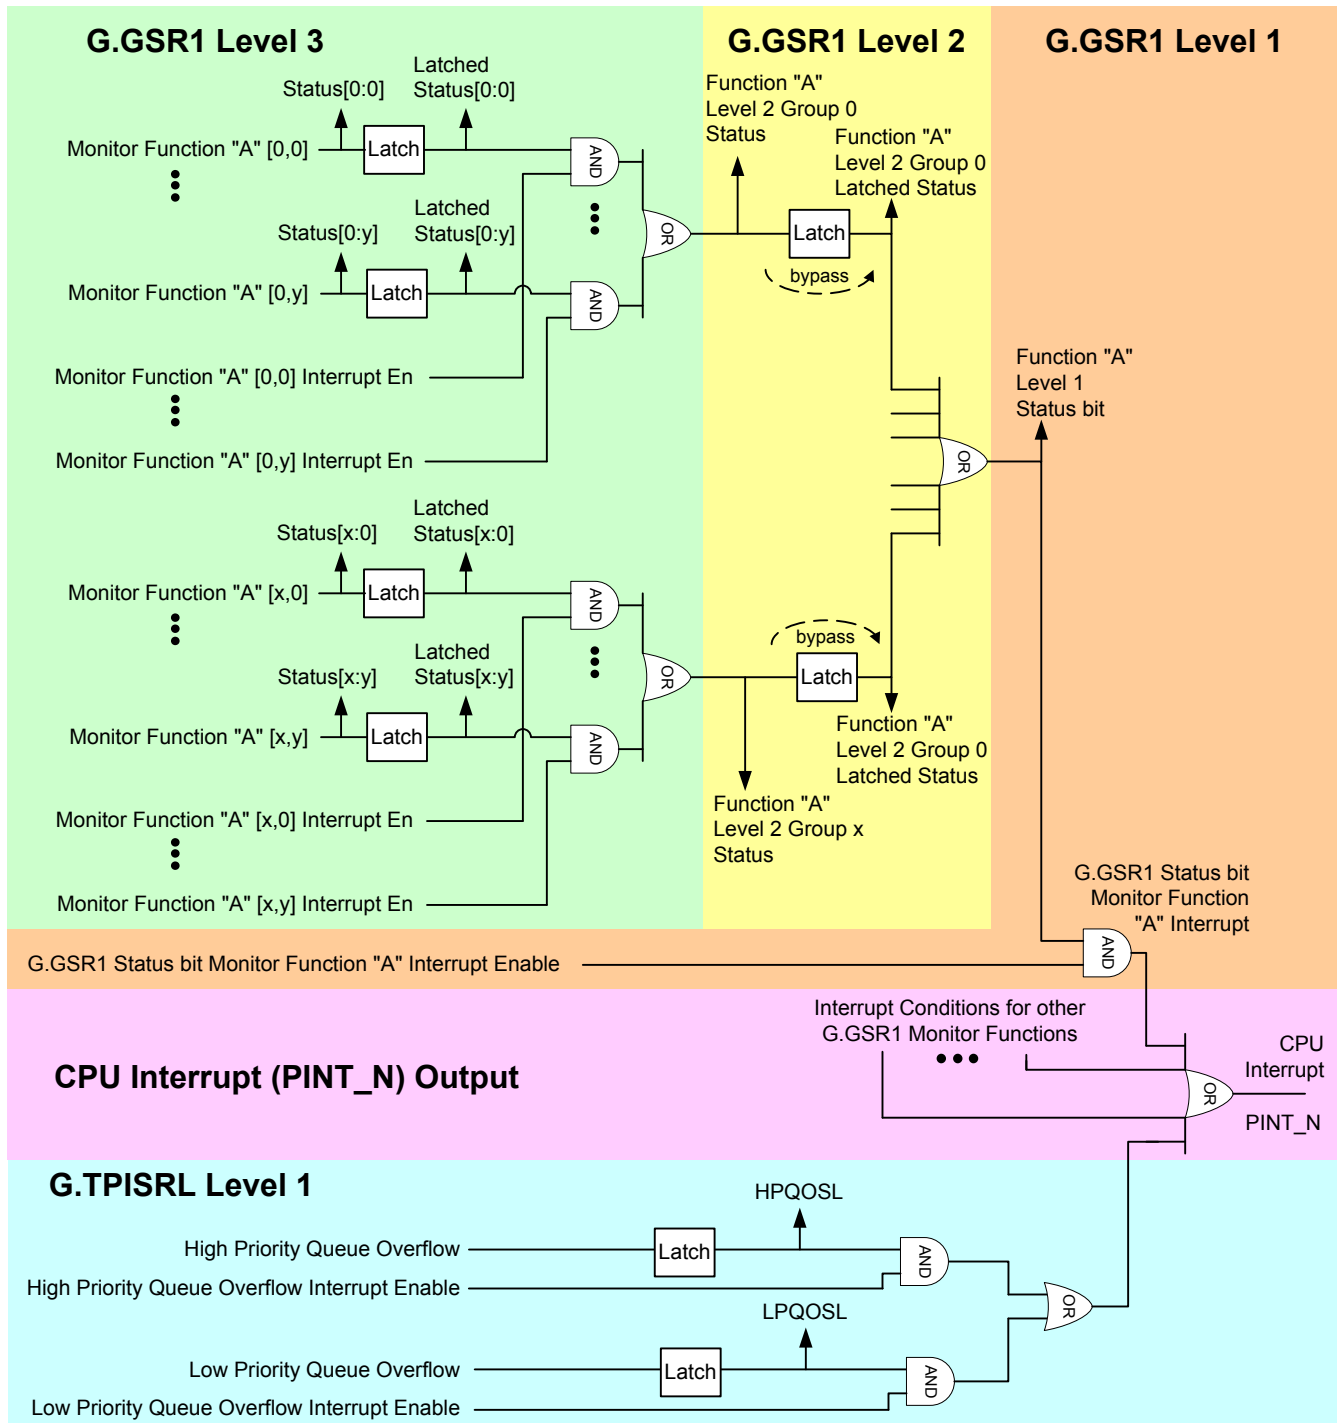 G.GSR1 Level 3
G.GSR1 Level 2
G.GSR1 Level 1
Status[0:0]
Latched
Status[0:0]
Monitor Function "A" [0,0]
Latch
AND
Status[0:y]
Latched
Status[0:y]
Monitor Function "A" [0,y]
Latch
AND
OR
Monitor Function "A" [0,0] Interrupt En
Monitor Function "A" [0,y] Interrupt En
Status[x:0]
Latched
Status[x:0]
Monitor Function "A" [x,0]
Latch
AND
Status[x:y]
Latched
Status[x:y]
Monitor Function "A" [x,y]
Latch
AND
OR
Monitor Function "A" [x,0] Interrupt En
Monitor Function "A" [x,y] Interrupt En
Function "A"
Level 2 Group 0
Status
Function "A"
Level 2 Group 0
Latched Status
Latch
bypass
OR
bypass
Latch
Function "A"
Level 2 Group 0
Latched Status
Function "A"
Level 2 Group x
Status
Function "A"
Level 1
Status bit
G.GSR1 Status bit
Monitor Function
"A" Interrupt
AND
G.GSR1 Status bit Monitor Function "A" Interrupt Enable
Interrupt Conditions for other
G.GSR1 Monitor Functions
CPU Interrupt (PINT_N) Output
OR
CPU
Interrupt
PINT_N
G.TPISRL Level 1
HPQOSL
High Priority Queue Overflow
Latch
AND
High Priority Queue Overflow Interrupt Enable
OR
LPQOSL
Low Priority Queue Overflow
Latch
AND
Low Priority Queue Overflow Interrupt Enable